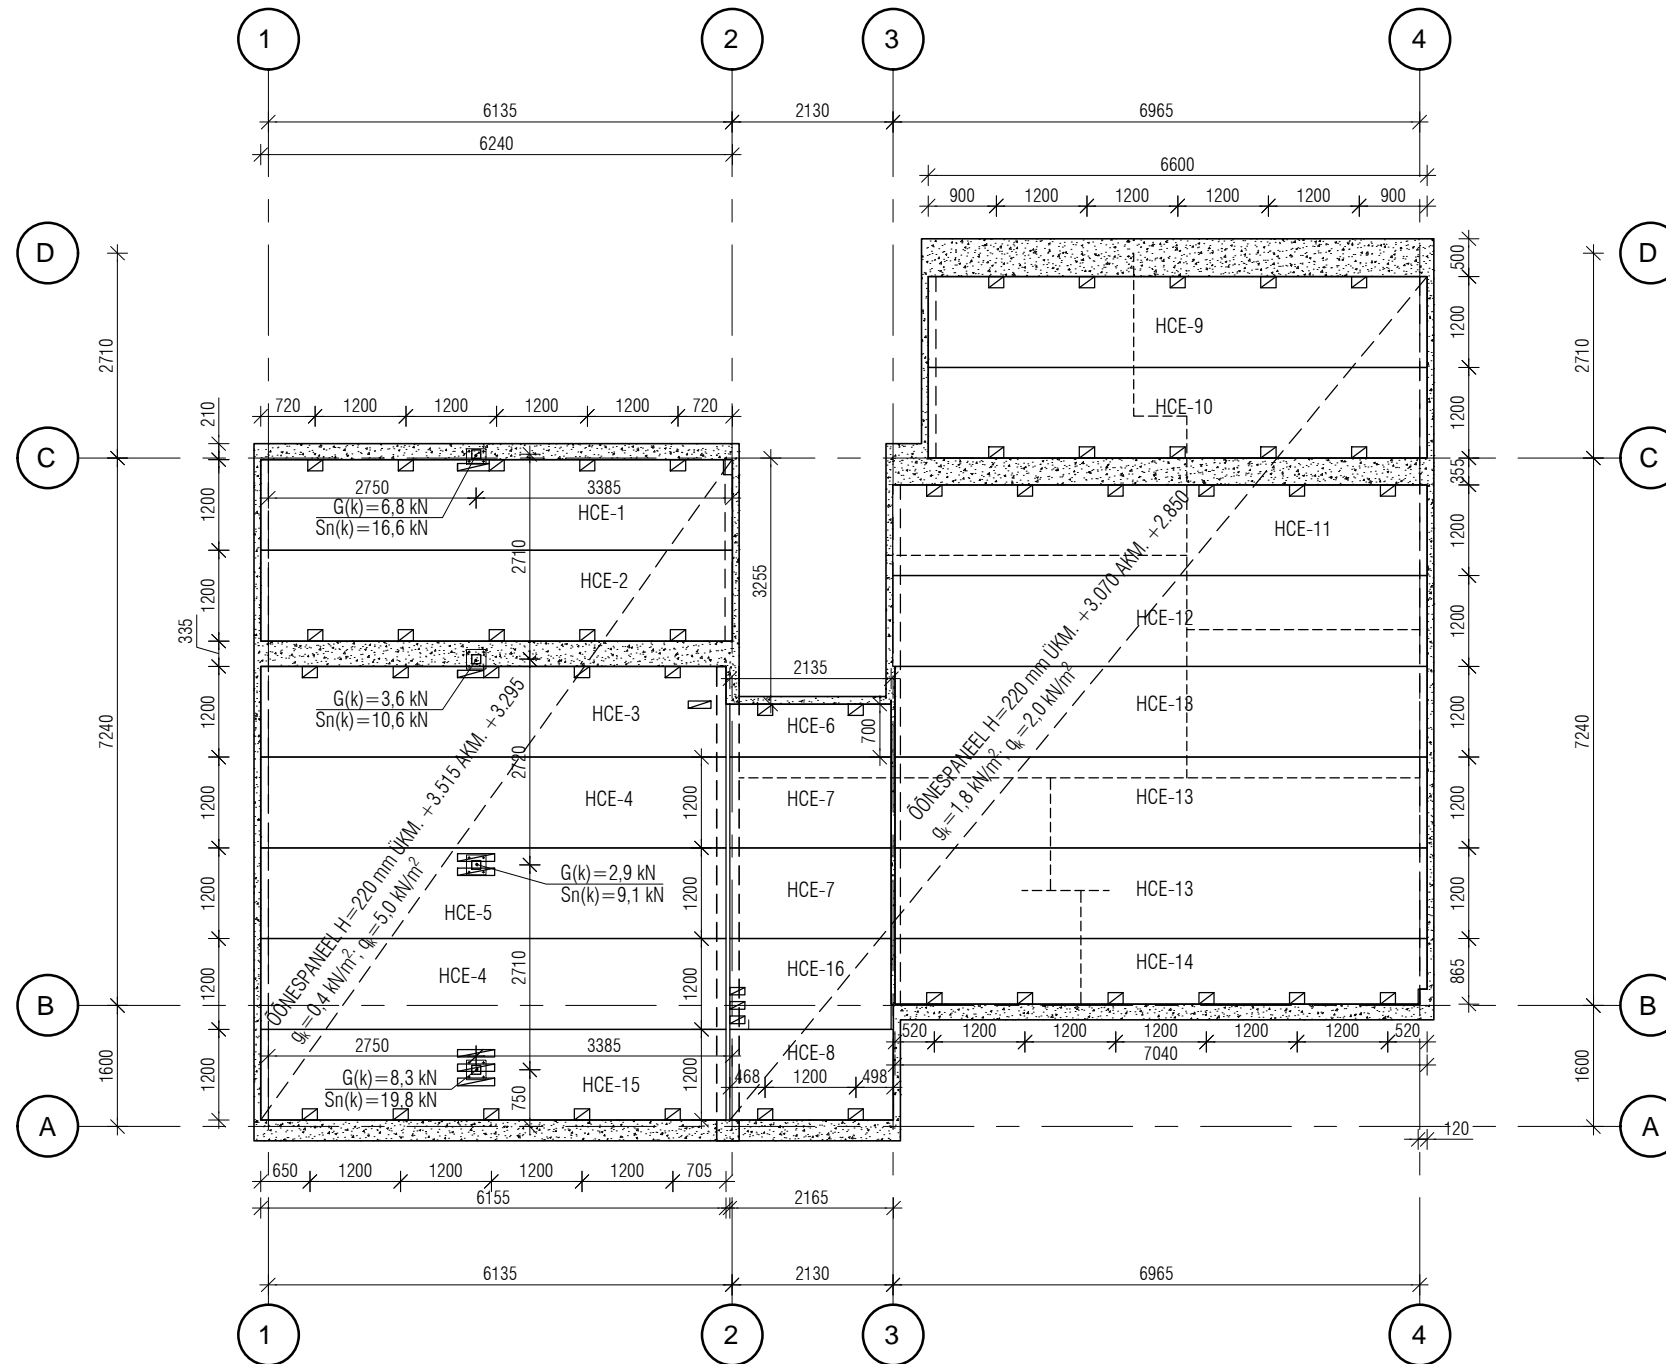 1 2 3 4
6135 2130 6965
6240
6600
900 1200 1200 1200 1200 900
D D
500
2710 2710
HCE-9
1200
HCE-10
1200
720 1200 1200 1200 1200 720
210
C C
355
2750 3385
G(k)=6,8 kN
Sn(k)=16,6 kN
HCE-1
1200
HCE-11
1200
2710
HCE-2
1200
3255
HCE-12
1200
335
2135
G(k)=3,6 kN
Sn(k)=10,6 kN
HCE-3
1200
HCE-6
700
HCE-13
1200
7240 7240
2720
ÕÕNESPANEEL H=220 mm ÜKM. +3.515 AKM. +3.295
gk=0,4 kN/m²; qk=5,0 kN/m²
ÕÕNESPANEEL H=220 mm ÜKM. +3.070 AKM. +2.850
gk=1,8 kN/m²; qk=2,0 kN/m²
HCE-4
1200
1200
HCE-7
HCE-13
1200
G(k)=2,9 kN
Sn(k)=9,1 kN
HCE-5
1200
1200
HCE-7
HCE-13
1200
HCE-4
1200
2710
1200
HCE-16
HCE-14
865
B B
520 1200 1200 1200 1200 1200 520
7040
2750 3385
HCE-8
1600 1600
G(k)=8,3 kN
Sn(k)=19,8 kN
HCE-15
1200
750
1200
468 1200 498
A A
120
650 1200 1200 1200 1200 705
6155 2165
6135 2130 6965
1 2 3 4